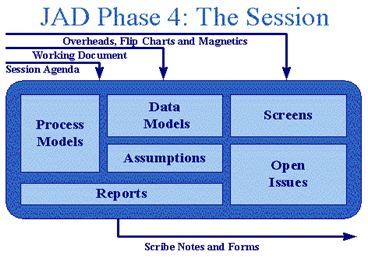 JAD Phase 4: The Session
Overheads, Flip Charts and Magnetics
Working Document
Session Agenda
Process
Models
Data
Models
Screens
Assumptions
Open
Issues
Reports
Scribe Notes and Forms